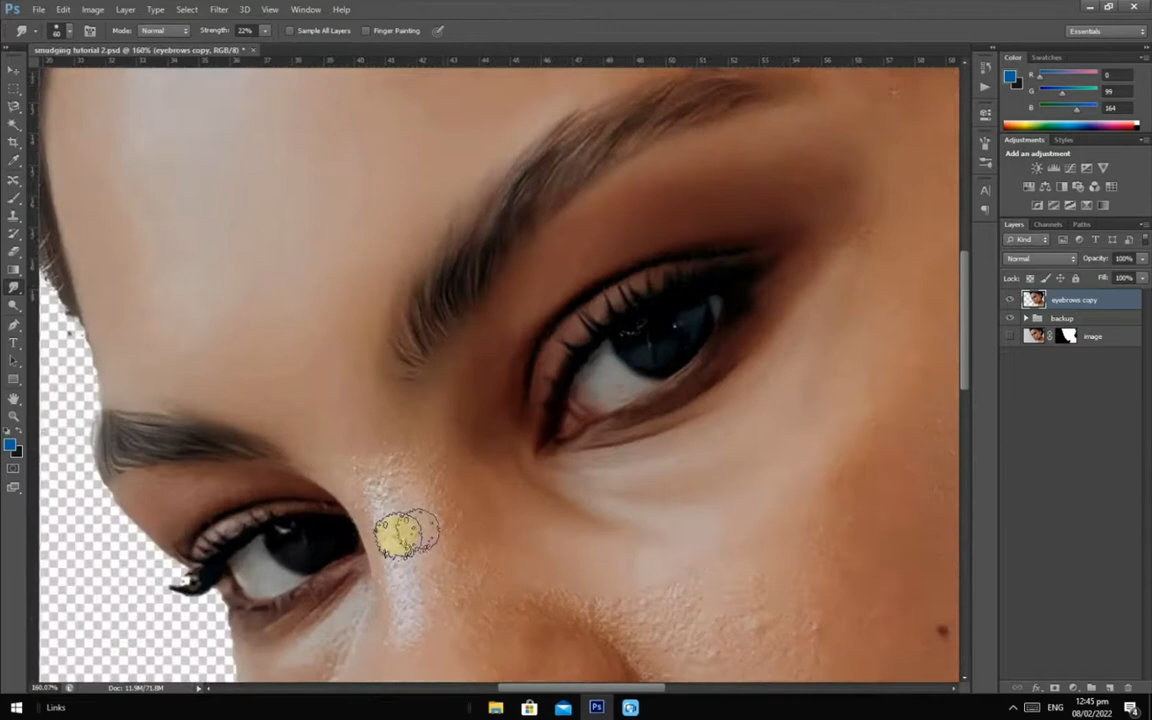 Ps File Edit Image Layer Type Select Filter 3D View Window Help
60 Mode: Normal Strength: 22% Sample All Layers Finger Painting Essentials
smudging tutorial 2.psd @ 160% (eyebrows copy, RGB/8) * ×
Color Swatches
R 0
G 99
B 164
Adjustments Styles
Add an adjustment
Layers Channels Paths
Kind
Normal Opacity: 100%
Lock: Fill: 100%
eyebrows copy
backup
image
160.07% Doc: 11.9M/71.8M
Links
ENG
12:45 pm
08/02/2022
4